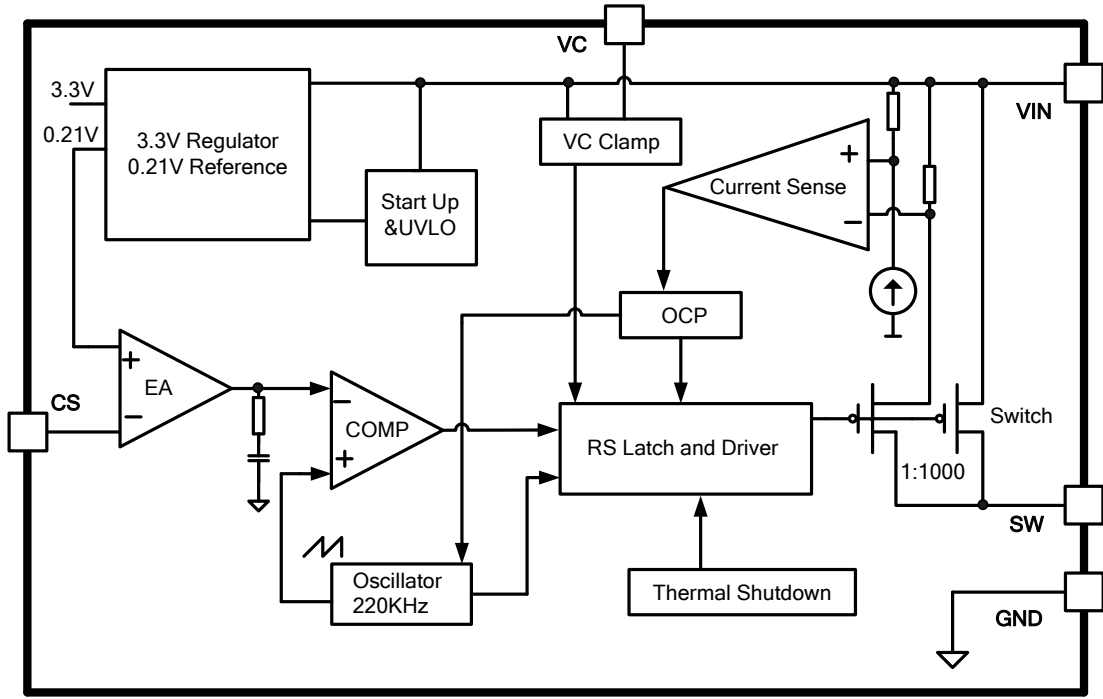 VC
VIN
3.3V
0.21V
3.3V Regulator
0.21V Reference
VC Clamp
Start Up
&UVLO
+
Current Sense
−
OCP
+
EA
−
CS
−
COMP
+
RS Latch and Driver
Switch
1:1000
SW
Oscillator
220KHz
Thermal Shutdown
GND